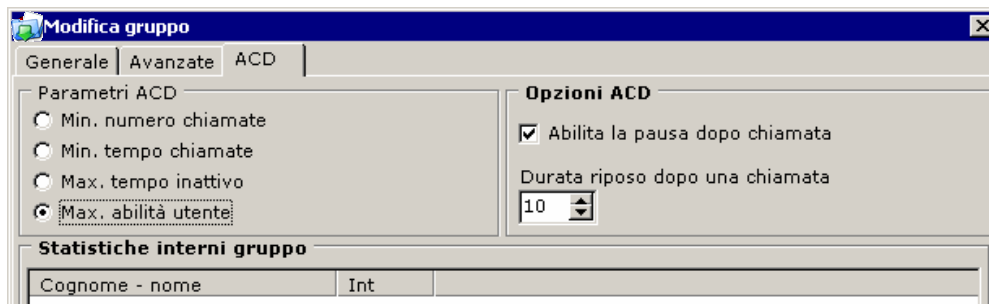 Modifica gruppo
Generale Avanzate ACD
Parametri ACD
Min. numero chiamate
Min. tempo chiamate
Max. tempo inattivo
Max. abilità utente
Opzioni ACD
Abilita la pausa dopo chiamata
Durata riposo dopo una chiamata
10
Statistiche interni gruppo
Cognome - nome Int